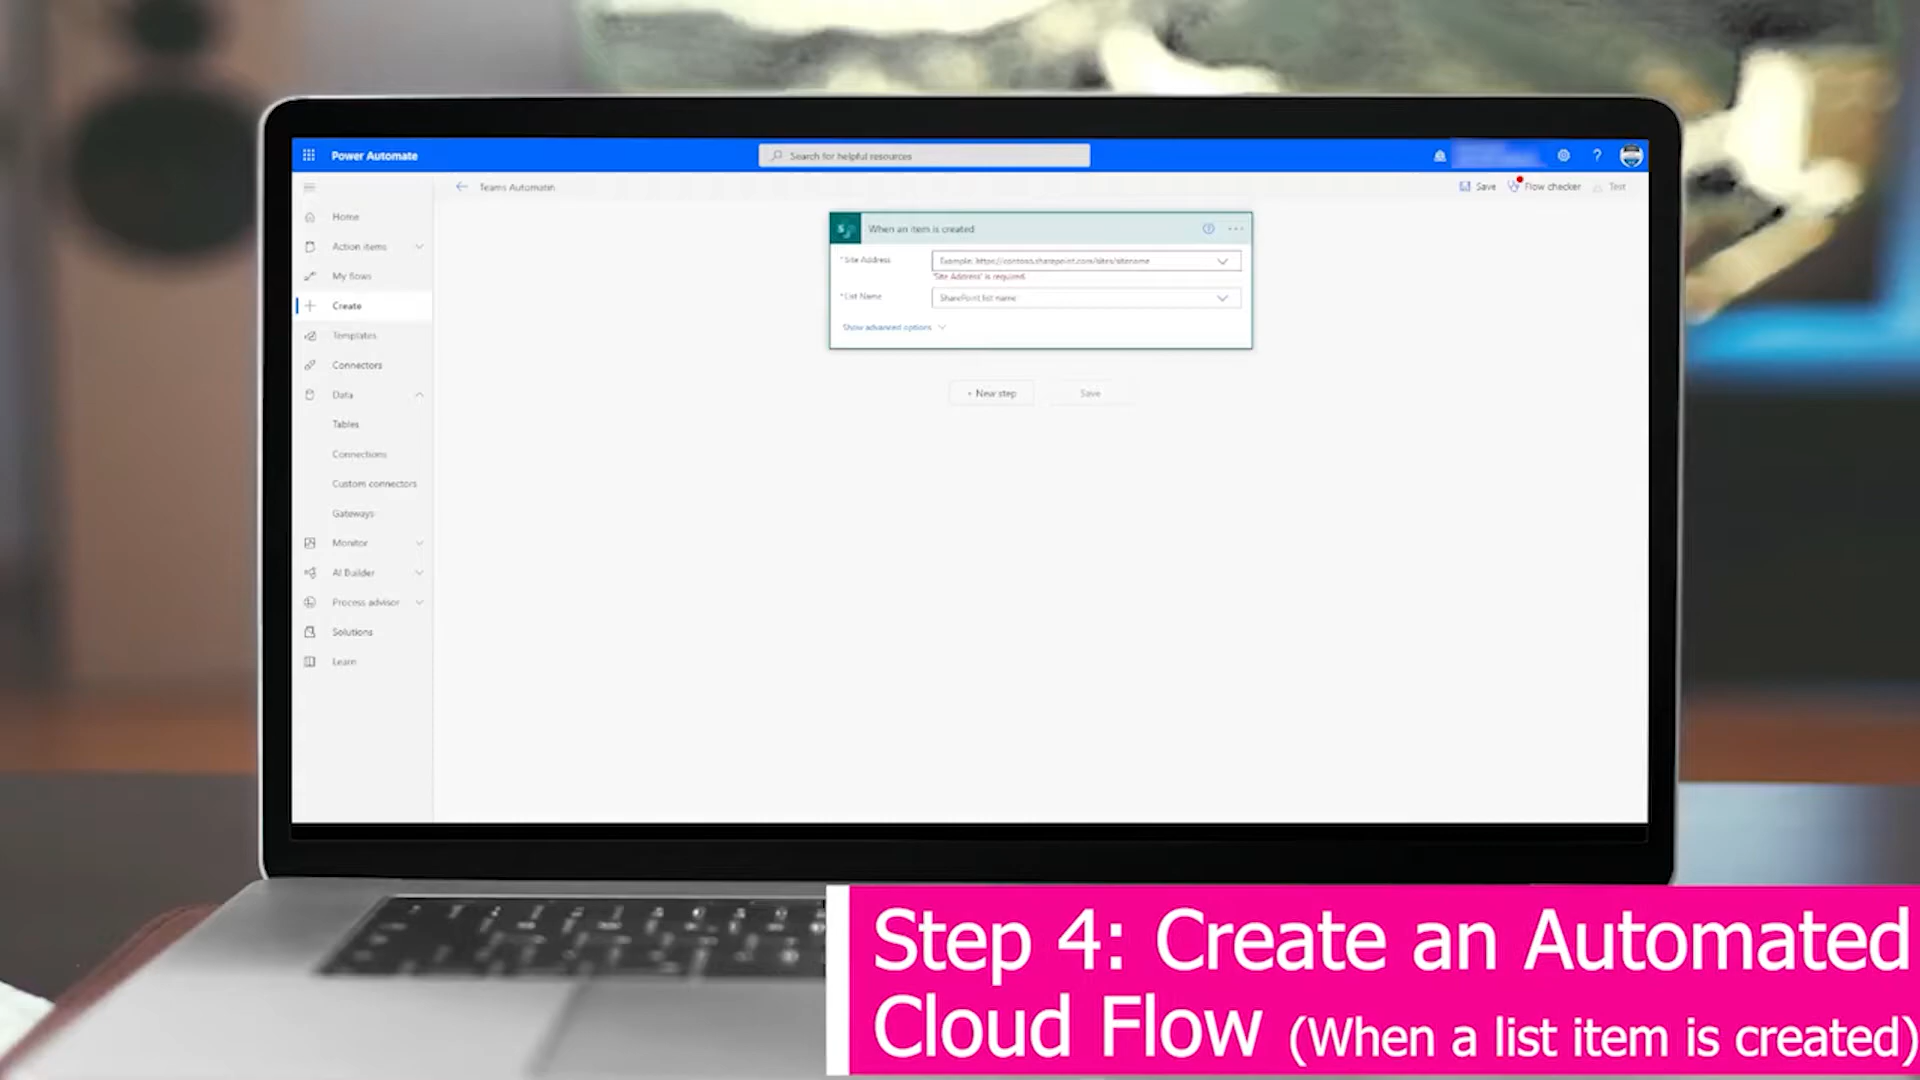 Power Automate
Search for helpful resources
?
Teams Automatin
Save
Flow checker
Test
Home
Action items
My flows
Create
Templates
Connectors
Data
Tables
Connections
Custom connectors
Gateways
Monitor
AI Builder
Process advisor
Solutions
Learn
When an item is created
* Site Address
Example: https://contoso.sharepoint.com/sites/sitename
'Site Address' is required.
* List Name
SharePoint list name
Show advanced options
+ New step
Save
Step 4: Create an Automated
Cloud Flow (When a list item is created)